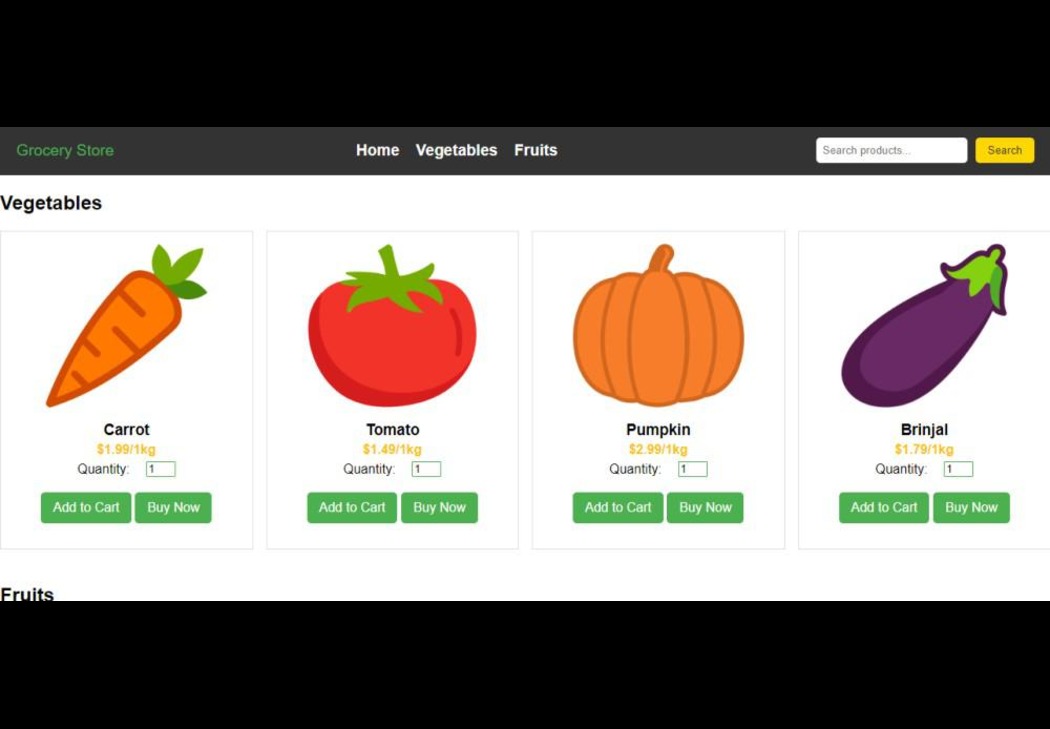 Grocery Store Home Vegetables Fruits Search products... Search
Vegetables
Carrot
$1.99/1kg
Quantity: 1
Add to Cart Buy Now
Tomato
$1.49/1kg
Quantity: 1
Add to Cart Buy Now
Pumpkin
$2.99/1kg
Quantity: 1
Add to Cart Buy Now
Brinjal
$1.79/1kg
Quantity: 1
Add to Cart Buy Now
Fruits